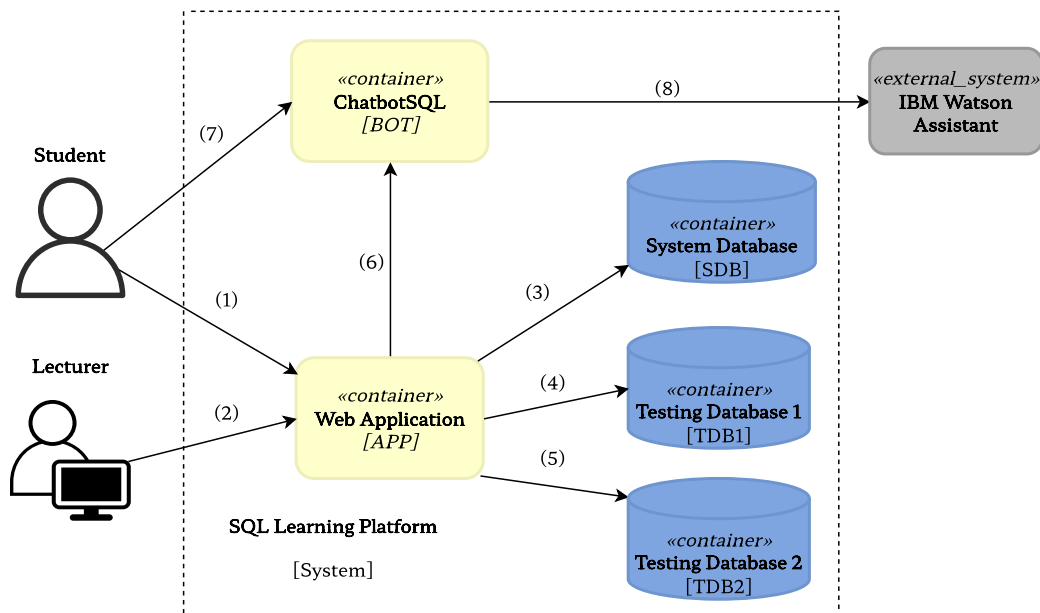 «container»
ChatbotSQL
[BOT]
(8)
«external_system»
IBM Watson
Assistant
(7)
Student
«container»
System Database
[SDB]
(6)
(3)
(1)
Lecturer
«container»
Web Application
[APP]
(2)
(4)
«container»
Testing Database 1
[TDB1]
(5)
SQL Learning Platform
[System]
«container»
Testing Database 2
[TDB2]